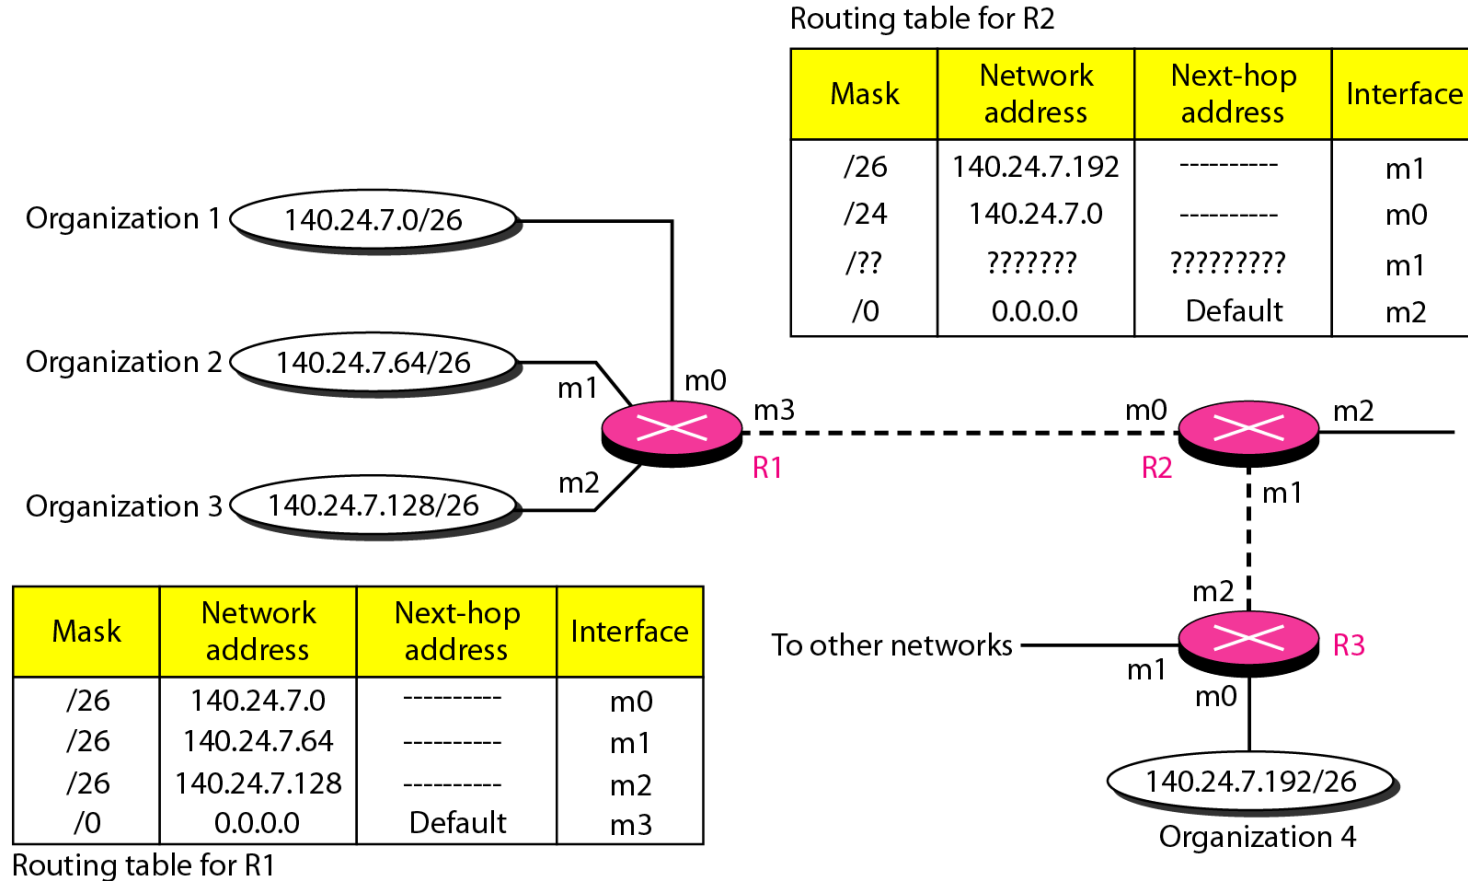 Routing table for R2
Mask Network address Next-hop address Interface
/26 140.24.7.192 ---------- m1
/24 140.24.7.0 ---------- m0
/?? ??????? ????????? m1
/0 0.0.0.0 Default m2
Organization 1 140.24.7.0/26
Organization 2 140.24.7.64/26
m1 m0
m3 m0 m2
R1 R2
m2
m1
Organization 3 140.24.7.128/26
m2
To other networks R3
m1
m0
140.24.7.192/26
Organization 4
Mask Network address Next-hop address Interface
/26 140.24.7.0 ---------- m0
/26 140.24.7.64 ---------- m1
/26 140.24.7.128 ---------- m2
/0 0.0.0.0 Default m3
Routing table for R1